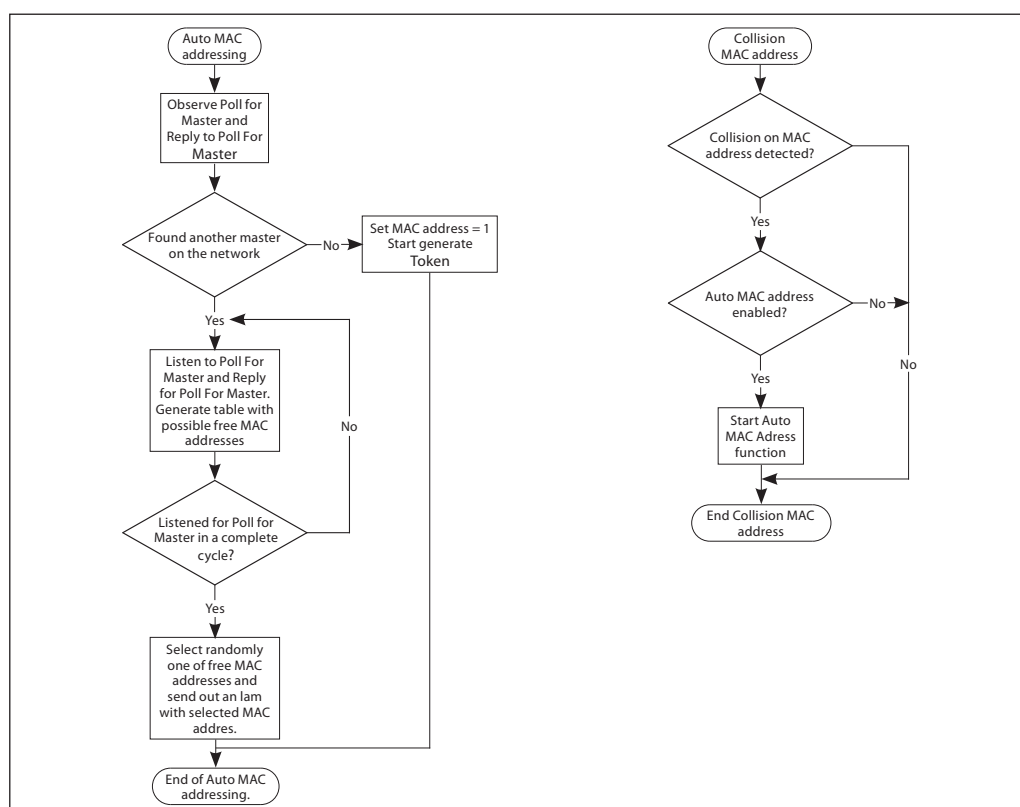 Auto MAC
addressing
Observe Poll for
Master and
Reply to Poll For
Master
Found another master
on the network
No
Set MAC address = 1
Start generate
Token
Yes
Listen to Poll For
Master and Reply
for Poll For Master.
Generate table with
possible free MAC
addresses
No
Listened for Poll for
Master in a complete
cycle?
Yes
Select randomly
one of free MAC
addresses and
send out an Iam
with selected MAC
addres.
End of Auto MAC
addressing.
Collision
MAC address
Collision on MAC
address detected?
Yes
Auto MAC address
enabled?
No
No
Yes
Start Auto
MAC Adress
function
End Collision MAC
address